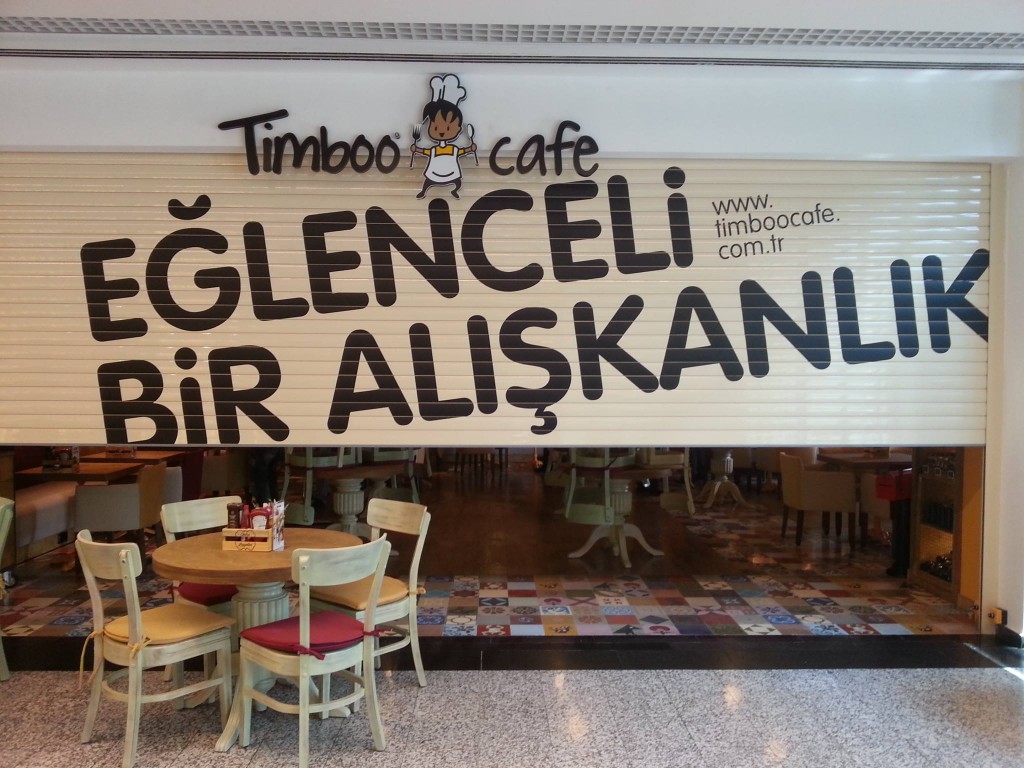 Timboo cafe
EĞLENCELİ
BİR ALIŞKANLIK
www.
timboocafe.
com.tr